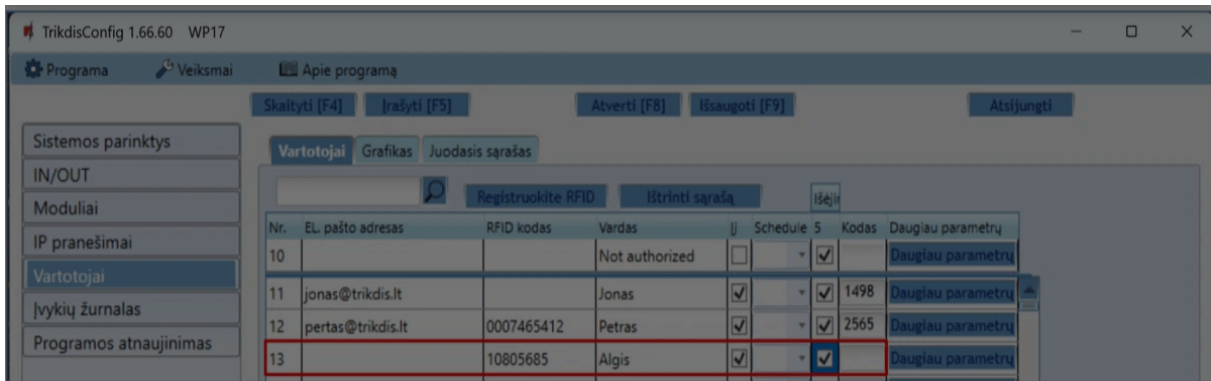 TrikdisConfig 1.66.60 WP17
Programa Veiksmai Apie programą
Skaityti [F4] Įrašyti [F5] Atverti [F8] Išsaugoti [F9] Atsijungti
Sistemos parinktys
IN/OUT
Moduliai
IP pranešimai
Vartotojai
Įvykių žurnalas
Programos atnaujinimas
Vartotojai Grafikas Juodasis sąrašas
Registruokite RFID Ištrinti sąrašą Išėjir
Nr. EL. pašto adresas RFID kodas Vardas Įj Schedule 5 Kodas Daugiau parametrų
10 Not authorized Daugiau parametrų
11 jonas@trikdis.lt Jonas 1498 Daugiau parametrų
12 pertas@trikdis.lt 0007465412 Petras 2565 Daugiau parametrų
13 10805685 Algis Daugiau parametrų